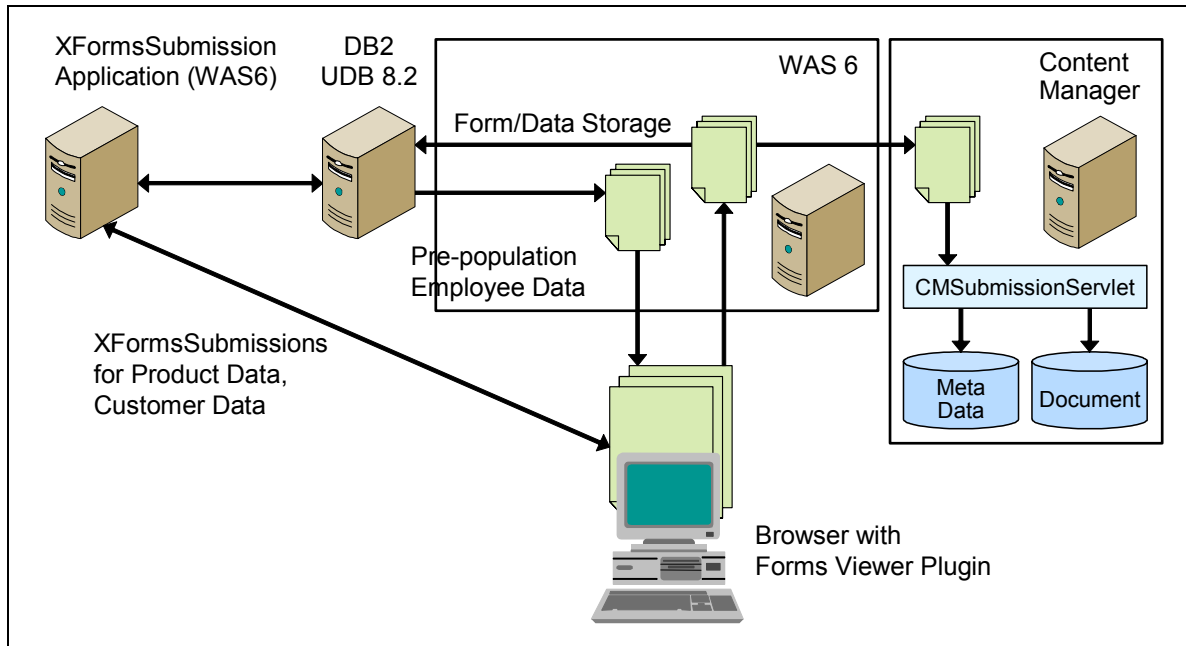 XFormsSubmission
Application (WAS6)
DB2
UDB 8.2
WAS 6
Content
Manager
Form/Data Storage
Pre-population
Employee Data
CMSubmissionServlet
XFormsSubmissions
for Product Data,
Customer Data
Meta
Data
Document
Browser with
Forms Viewer Plugin